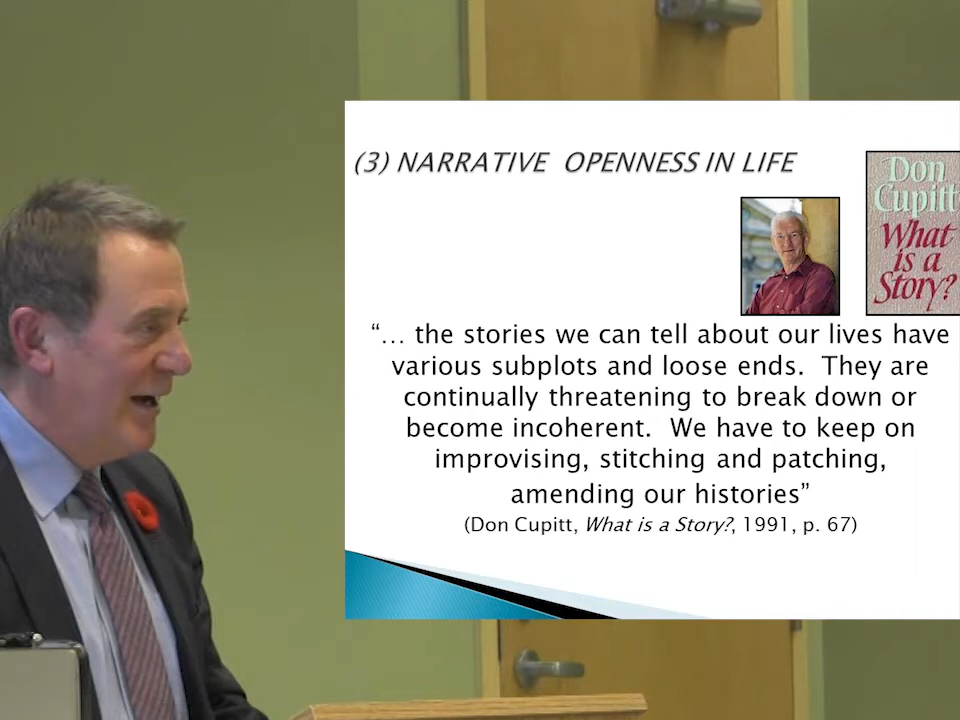 (3) NARRATIVE OPENNESS IN LIFE
Don
Cupitt
What
is a
Story?
“… the stories we can tell about our lives have
various subplots and loose ends. They are
continually threatening to break down or
become incoherent. We have to keep on
improvising, stitching and patching,
amending our histories”
(Don Cupitt, What is a Story?, 1991, p. 67)